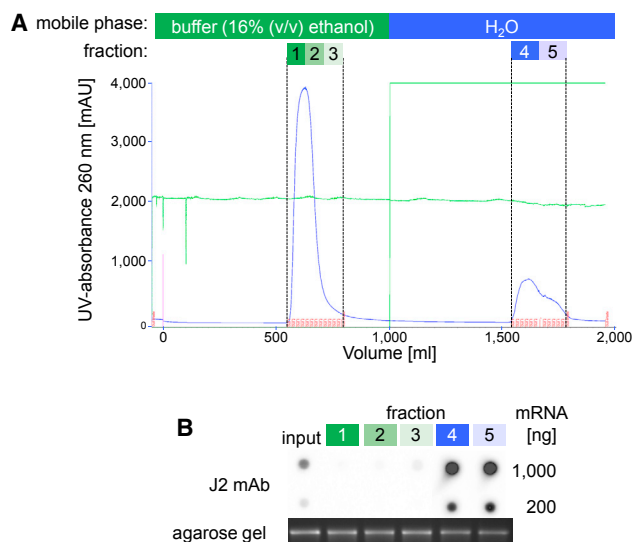 A
mobile phase: buffer (16% (v/v) ethanol) H₂O
fraction: 1 2 3 4 5
UV-absorbance 260 nm [mAU]
4,000
3,000
2,000
1,000
0
0 500 1,000 1,500 2,000
Volume [ml]
B
fraction mRNA
input 1 2 3 4 5 [ng]
J2 mAb
1,000
200
agarose gel